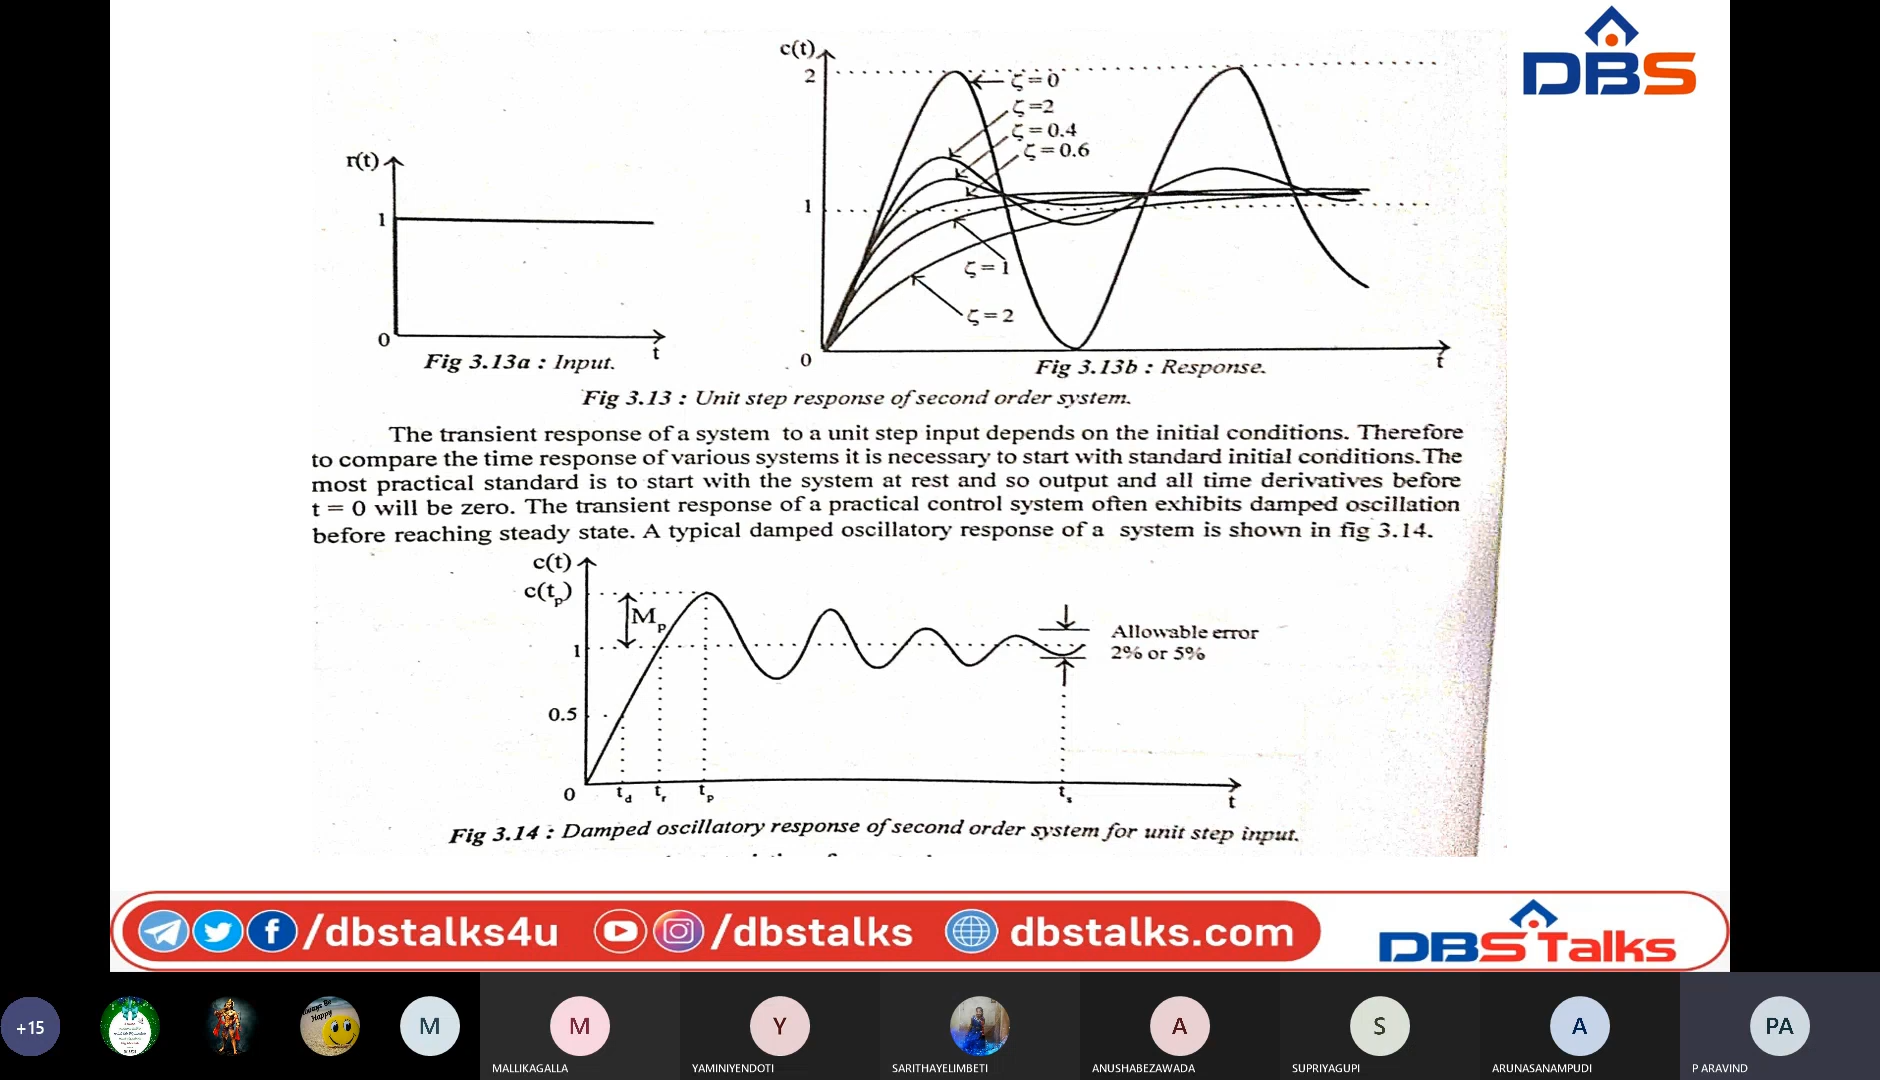 DBS
c(t)
2
ζ = 0
ζ =2
ζ = 0.4
ζ = 0.6
r(t)
1
1
ζ = 1
ζ = 2
0
t
0
t
Fig 3.13a : Input.
Fig 3.13b : Response.
Fig 3.13 : Unit step response of second order system.
The transient response of a system to a unit step input depends on the initial conditions. Therefore
to compare the time response of various systems it is necessary to start with standard initial conditions.The
most practical standard is to start with the system at rest and so output and all time derivatives before
t = 0 will be zero. The transient response of a practical control system often exhibits damped oscillation
before reaching steady state. A typical damped oscillatory response of a system is shown in fig 3.14.
c(t)
c(tp)
Mp
1
Allowable error
2% or 5%
0.5
0
td
tr
tp
ts
t
Fig 3.14 : Damped oscillatory response of second order system for unit step input.
/dbstalks4u
/dbstalks
dbstalks.com
DBS Talks
+15
Always Be
Happy
M
M
Y
A
S
A
PA
MALLIKAGALLA
YAMINIYENDOTI
SARITHAYELIMBETI
ANUSHABEZAWADA
SUPRIYAGUPI
ARUNASANAMPUDI
P ARAVIND